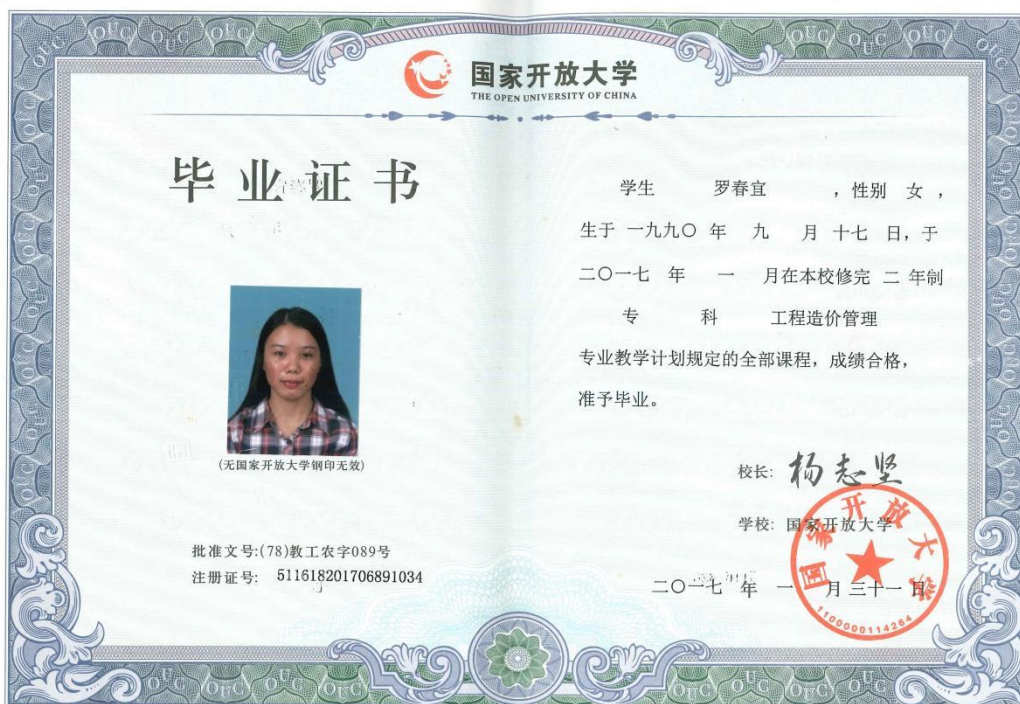 国家开放大学
THE OPEN UNIVERSITY OF CHINA
毕业证书
(无国家开放大学钢印无效)
批准文号:(78)教工农字089号
注册证号: 511618201706891034
学生 罗春宜 ，性别 女，
生于 一九九〇 年 九 月 十七 日，于
二〇一七 年 一 月在本校修完 二 年制
专 科 工程造价管理
专业教学计划规定的全部课程，成绩合格，
准予毕业。
校长: 杨志坚
学校: 国家开放大学
二〇一七 年 一 月三十一日
国家开放大学
1100000114264